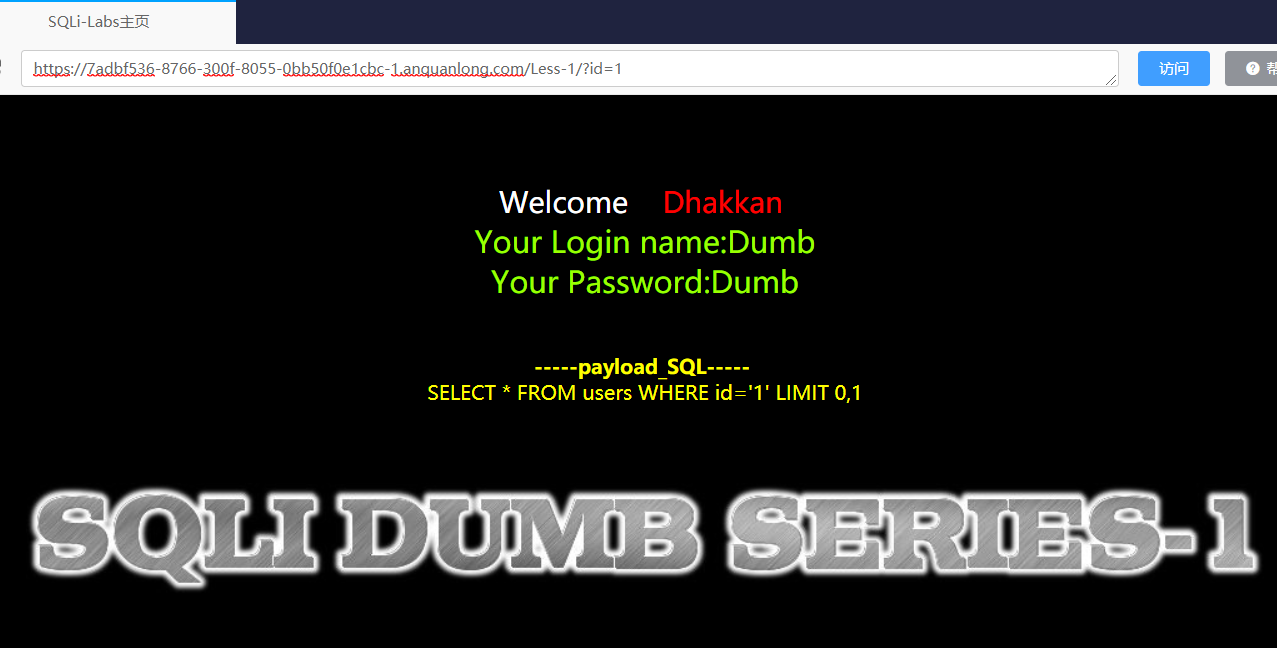 SQLi-Labs主页
https://7adbf536-8766-300f-8055-0bb50f0e1cbc-1.anquanlong.com/Less-1/?id=1
访问
Welcome Dhakkan
Your Login name:Dumb
Your Password:Dumb
-----payload_SQL-----
SELECT * FROM users WHERE id='1' LIMIT 0,1
SQLI DUMB SERIES-1